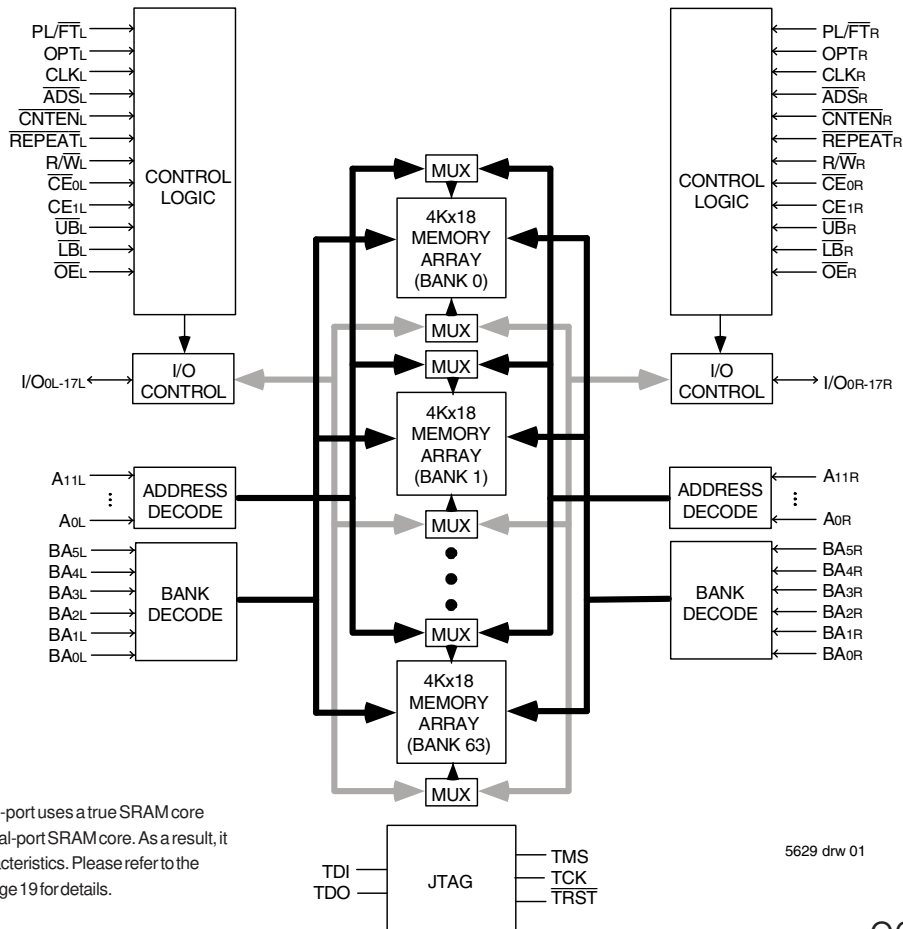 PL/FTL
OPTL
CLKL
ADSL
CNTENL
REPEATL
R/WL
CE0L
CE1L
UBL
LBL
OEL
CONTROL
LOGIC
I/O0L-17L
I/O
CONTROL
A11L
A0L
ADDRESS
DECODE
BA5L
BA4L
BA3L
BA2L
BA1L
BA0L
BANK
DECODE
MUX
4Kx18
MEMORY
ARRAY
(BANK 0)
MUX
MUX
4Kx18
MEMORY
ARRAY
(BANK 1)
MUX
MUX
4Kx18
MEMORY
ARRAY
(BANK 63)
MUX
CONTROL
LOGIC
PL/FTR
OPTR
CLKR
ADSR
CNTENR
REPEATR
R/WR
CE0R
CE1R
UBR
LBR
OER
I/O
CONTROL
I/O0R-17R
ADDRESS
DECODE
A11R
A0R
BANK
DECODE
BA5R
BA4R
BA3R
BA2R
BA1R
BA0R
-port uses a true SRAM core
al-port SRAM core. As a result, it
acteristics. Please refer to the
ge 19 for details.
TDI
TDO
JTAG
TMS
TCK
TRST
5629 drw 01